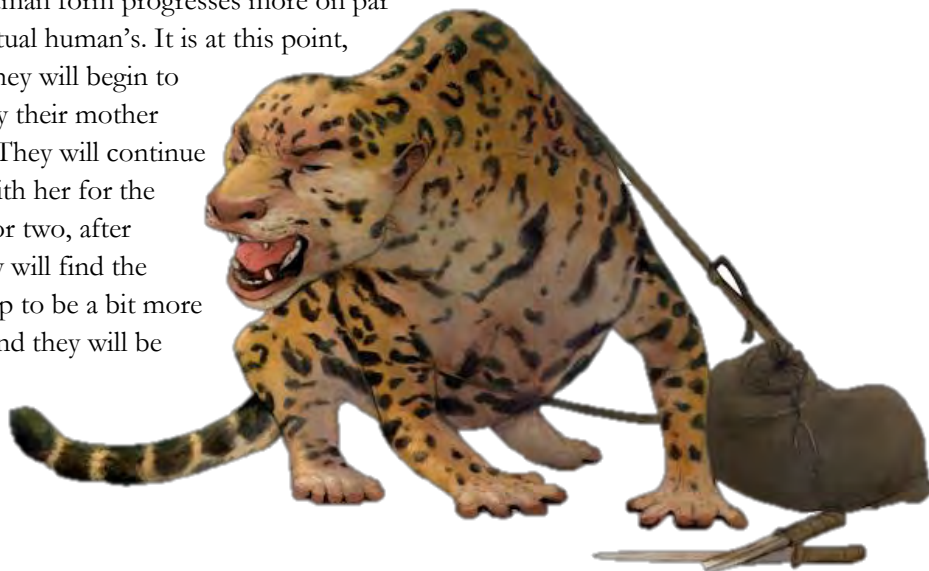 man form progresses more on par
tual human's. It is at this point,
hey will begin to
y their mother
They will continue
ith her for the
or two, after
y will find the
p to be a bit more
nd they will be